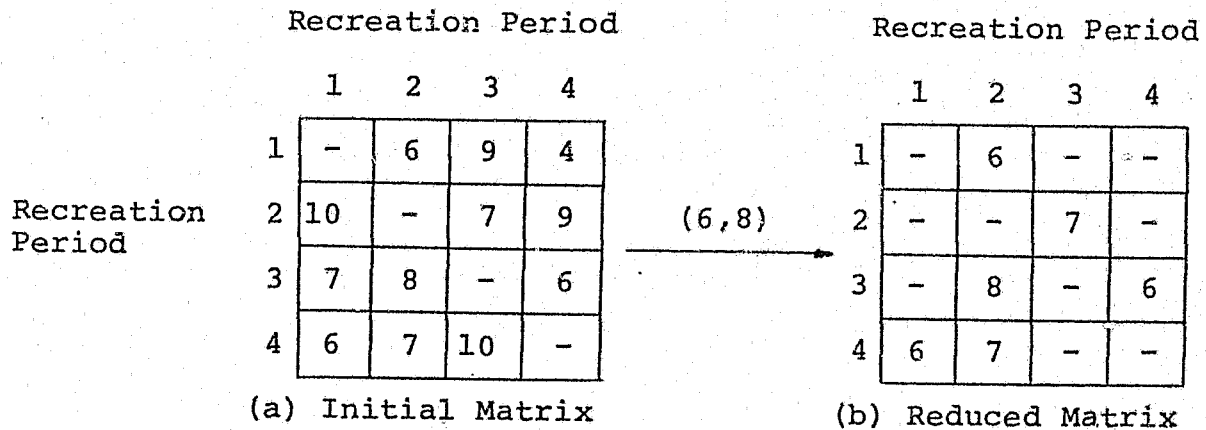 Recreation Period
1 2 3 4
1 - 6 9 4
Recreation Period
2 10 - 7 9
3 7 8 - 6
4 6 7 10 -
(a) Initial Matrix
(6,8)
Recreation Period
1 2 3 4
1 - 6 - -
2 - - 7 -
3 - 8 - 6
4 6 7 - -
(b) Reduced Matrix